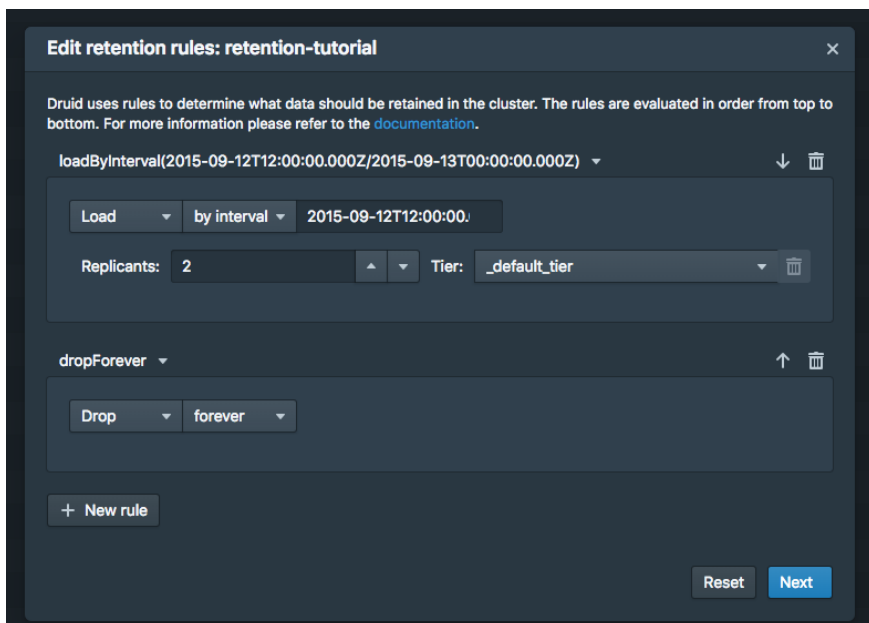 Edit retention rules: retention-tutorial
Druid uses rules to determine what data should be retained in the cluster. The rules are evaluated in order from top to
bottom. For more information please refer to the documentation.
loadByInterval(2015-09-12T12:00:00.000Z/2015-09-13T00:00:00.000Z)
Load by interval 2015-09-12T12:00:00.
Replicants: 2 Tier: _default_tier
dropForever
Drop forever
+ New rule
Reset Next